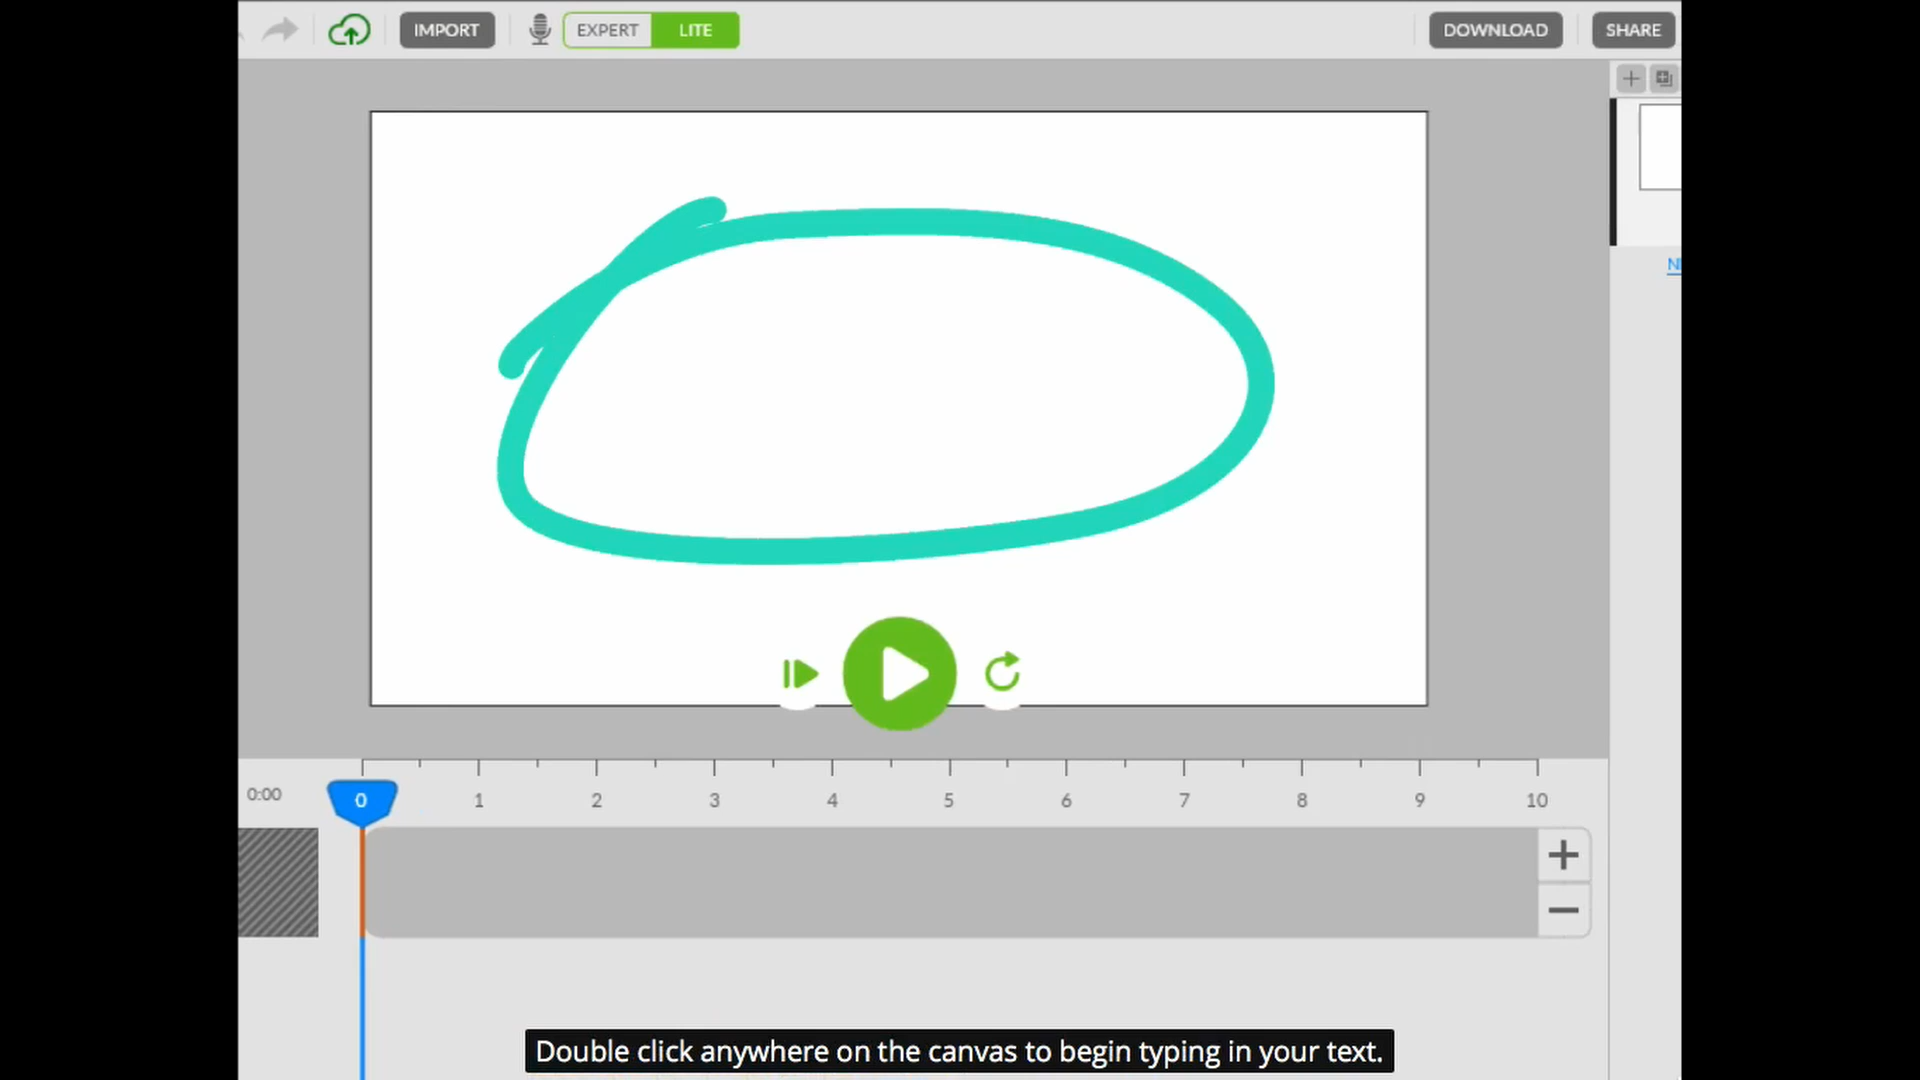 IMPORT EXPERT LITE DOWNLOAD SHARE
0:00 0 1 2 3 4 5 6 7 8 9 10
Double click anywhere on the canvas to begin typing in your text.